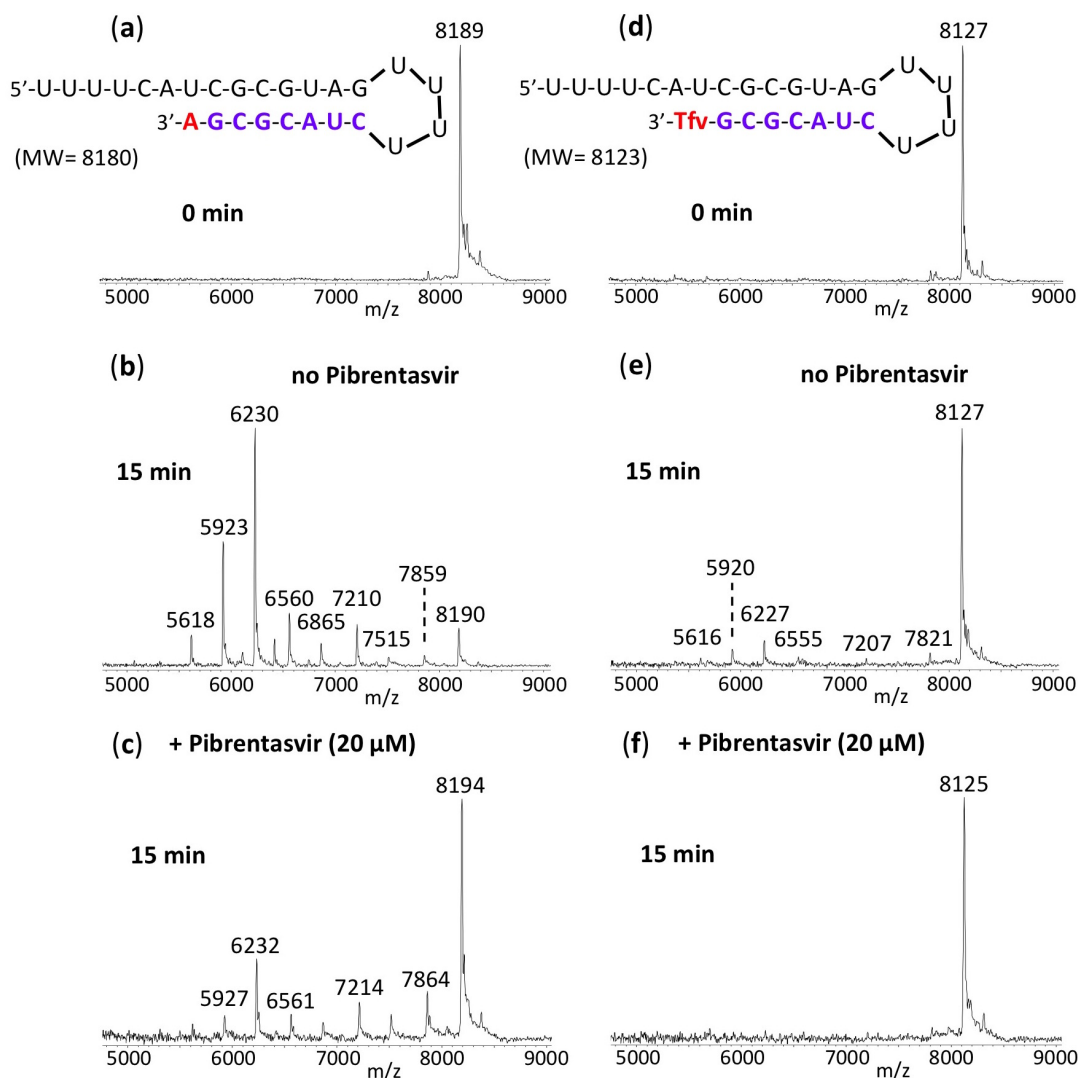 (a)
8189
U
5’-U-U-U-U-C-A-U-C-G-C-G-U-A-G
U
3’-A-G-C-G-C-A-U-C
U
U
(MW= 8180)
0 min
5000 6000 7000 8000 9000
m/z
(b)
no Pibrentasvir
6230
15 min
5923
7859
5618
6560
7210
6865
7515
8190
5000 6000 7000 8000 9000
m/z
(c) + Pibrentasvir (20 µM)
8194
15 min
6232
5927
6561
7214
7864
5000 6000 7000 8000 9000
m/z
(d)
8127
U
5’-U-U-U-U-C-A-U-C-G-C-G-U-A-G
U
3’-Tfv-G-C-G-C-A-U-C
U
U
(MW= 8123)
0 min
5000 6000 7000 8000 9000
m/z
(e)
no Pibrentasvir
8127
15 min
5920
6227
5616
6555
7207
7821
5000 6000 7000 8000 9000
m/z
(f) + Pibrentasvir (20 µM)
8125
15 min
5000 6000 7000 8000 9000
m/z